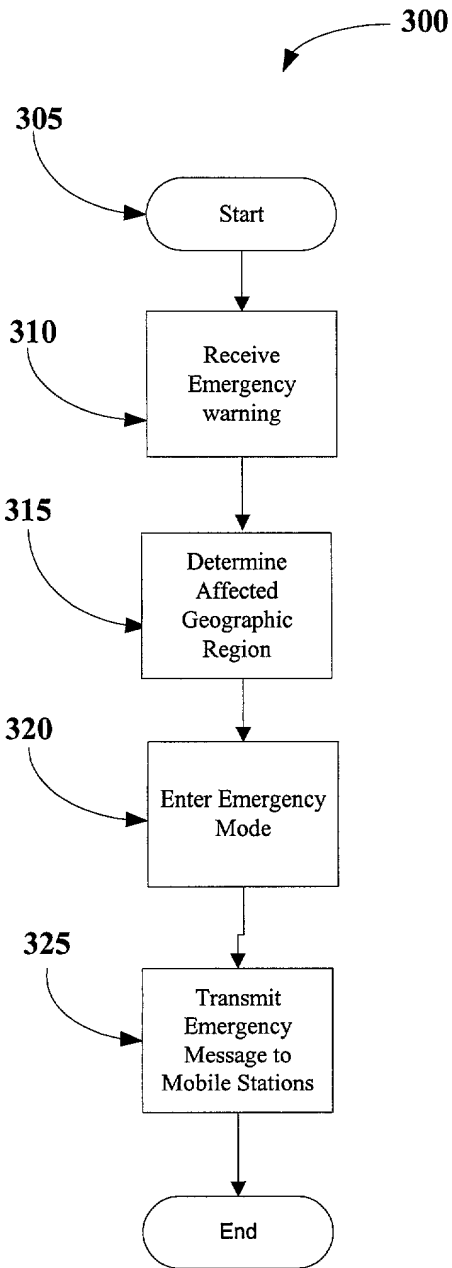 300
305
Start
310
Receive
Emergency
warning
315
Determine
Affected
Geographic
Region
320
Enter Emergency
Mode
325
Transmit
Emergency
Message to
Mobile Stations
End